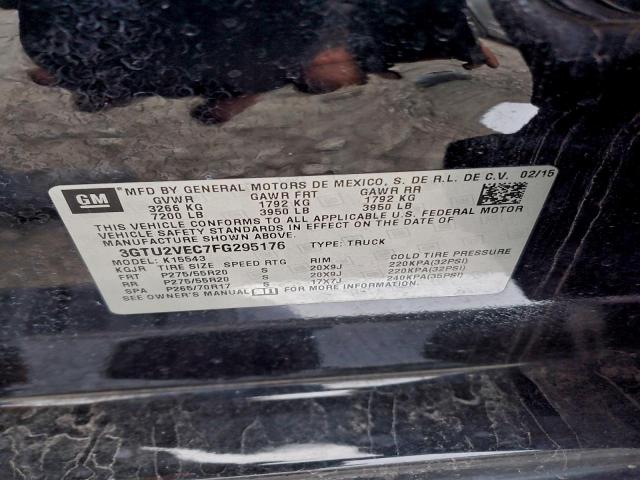 GM MFD BY GENERAL MOTORS DE MEXICO, S. DE R.L. DE C.V. 02/15
GVWR GAWR FRT GAWR RR
3266 KG 1792 KG 1792 KG
7200 LB 3950 LB 3950 LB
THIS VEHICLE CONFORMS TO ALL APPLICABLE U.S. FEDERAL MOTOR
VEHICLE SAFETY STANDARDS IN EFFECT ON THE DATE OF
MANUFACTURE SHOWN ABOVE.
3GTU2VEC7FG295176 TYPE: TRUCK
MODEL: K15643
KGJR TIRE SIZE SPEED RTG RIM COLD TIRE PRESSURE
FRT P275/55R20 S 20X9J 220KPA(32PSI)
RR P275/55R20 S 20X9J 220KPA(32PSI)
SPA P265/70R17 S 17X7J 240KPA(35PSI)
SEE OWNER'S MANUAL FOR MORE INFORMATION.